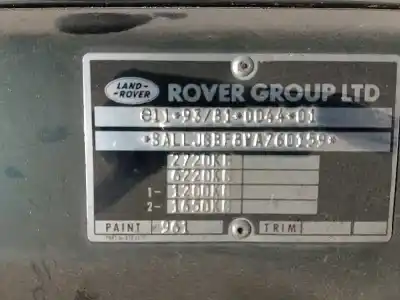 LAND-
ROVER
ROVER GROUP LTD
e11*93/81*0044*01
*SALLJGBF8VA760159*
2720KG
6220KG
1- 1200KG
2- 1650KG
PAINT 961 TRIM